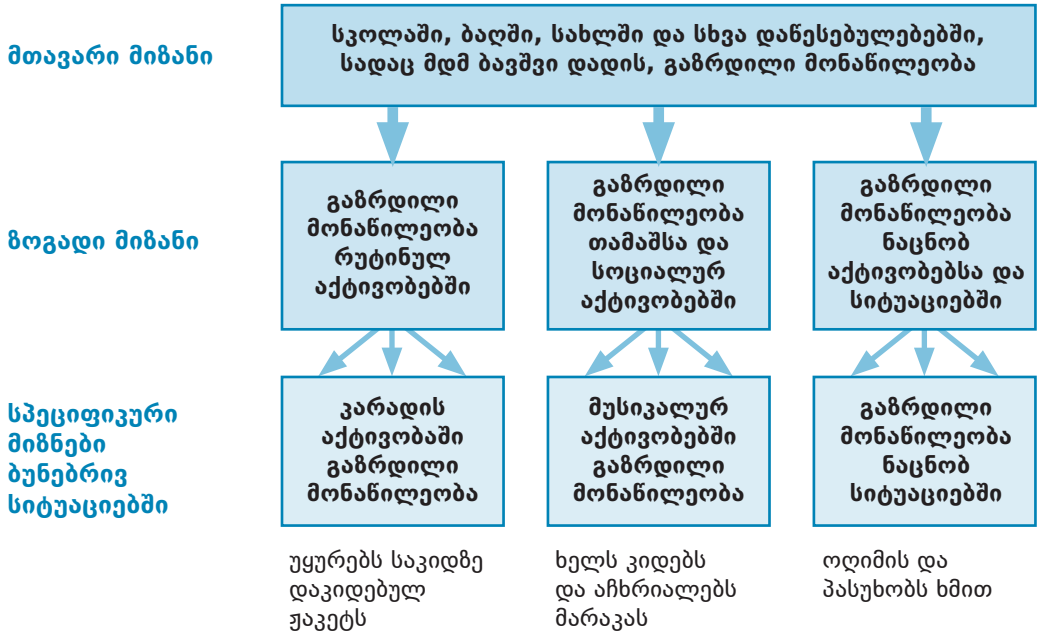 მთავარი მიზანი
სკოლაში, ბაღში, სახლში და სხვა დაწესებულებებში,
სადაც მდმ ბავშვი დადის, გაზრდილი მონაწილეობა
ზოგადი მიზანი
გაზრდილი
მონაწილეობა
რუტინულ
აქტივობებში
გაზრდილი
მონაწილეობა
თამაშსა და
სოციალურ
აქტივობებში
გაზრდილი
მონაწილეობა
ნაცნობ
აქტივობებსა და
სიტუაციებში
სპეციფიკური
მიზნები
ბუნებრივ
სიტუაციებში
კარადის
აქტივობაში
გაზრდილი
მონაწილეობა
მუსიკალურ
აქტივობებში
გაზრდილი
მონაწილეობა
გაზრდილი
მონაწილეობა
ნაცნობ
სიტუაციებში
უყურებს საკიდზე
დაკიდებულ
ჟაკეტს
ხელს კიდებს
და აჩხრიალებს
მარაკას
ოღიმის და
პასუხობს ხმით